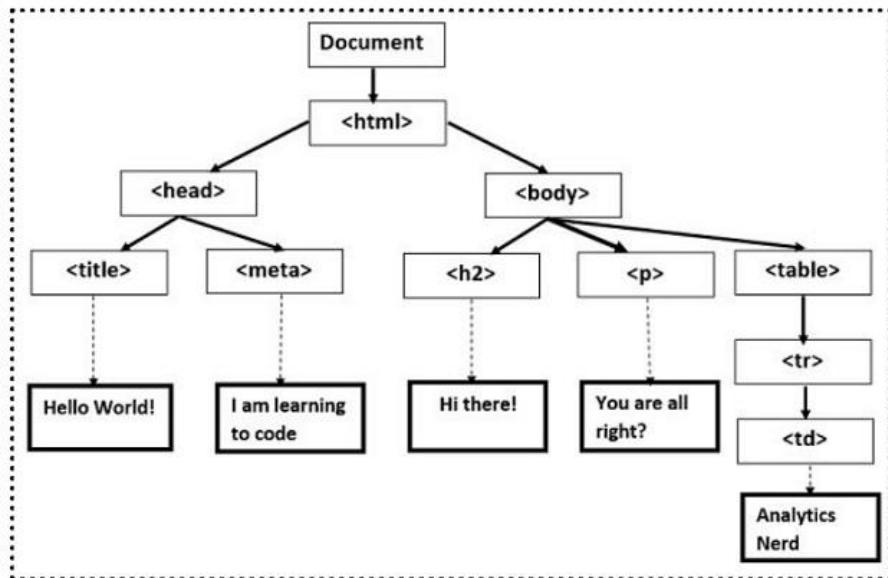 Document
<html>
<head>
<body>
<title>
<meta>
<h2>
<p>
<table>
<tr>
Hello World!
I am learning
to code
Hi there!
You are all
right?
<td>
Analytics
Nerd